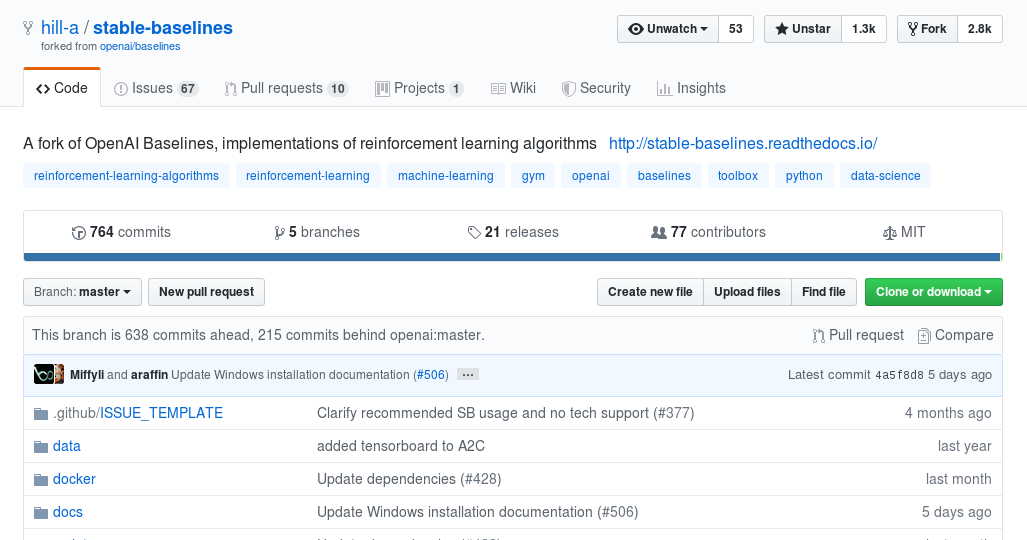 hill-a / stable-baselines
forked from openai/baselines
Unwatch 53 Unstar 1.3k Fork 2.8k
Code Issues 67 Pull requests 10 Projects 1 Wiki Security Insights
A fork of OpenAI Baselines, implementations of reinforcement learning algorithms http://stable-baselines.readthedocs.io/
reinforcement-learning-algorithms reinforcement-learning machine-learning gym openai baselines toolbox python data-science
764 commits 5 branches 21 releases 77 contributors MIT
Branch: master New pull request Create new file Upload files Find file Clone or download
This branch is 638 commits ahead, 215 commits behind openai:master. Pull request Compare
Miffyli and araffin Update Windows installation documentation (#506) ... Latest commit 4a5f8d8 5 days ago
.github/ISSUE_TEMPLATE Clarify recommended SB usage and no tech support (#377) 4 months ago
data added tensorboard to A2C last year
docker Update dependencies (#428) last month
docs Update Windows installation documentation (#506) 5 days ago